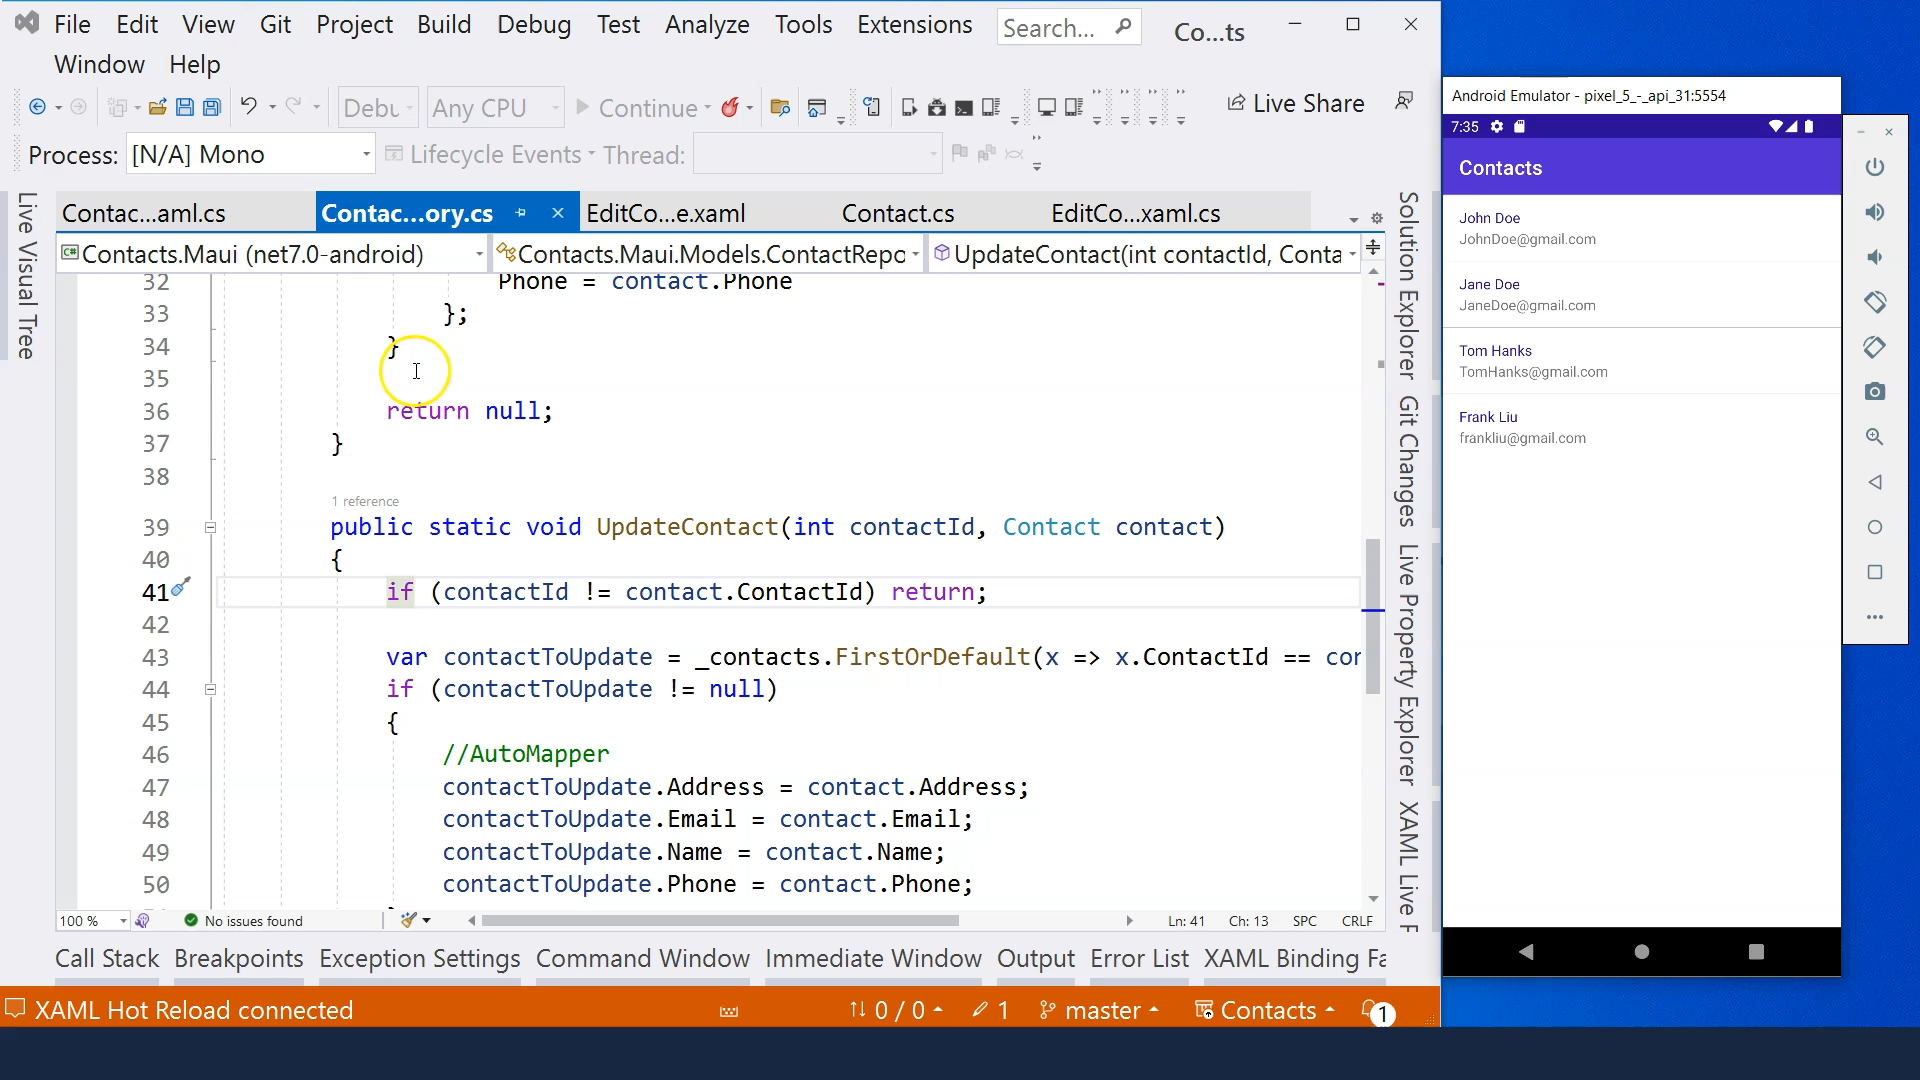 File Edit View Git Project Build Debug Test Analyze Tools Extensions Search... Co...ts
Window Help
Debu Any CPU Continue Live Share
Process: [N/A] Mono Lifecycle Events Thread:
Live Visual Tree
Contac...aml.cs Contac...ory.cs EditCo...e.xaml Contact.cs EditCo...xaml.cs
Contacts.Maui (net7.0-android) Contacts.Maui.Models.ContactRepo UpdateContact(int contactId, Conta
32 Phone = contact.Phone
33 };
34 }
35
36 return null;
37 }
38
1 reference
39 public static void UpdateContact(int contactId, Contact contact)
40 {
41 if (contactId != contact.ContactId) return;
42
43 var contactToUpdate = _contacts.FirstOrDefault(x => x.ContactId == con
44 if (contactToUpdate != null)
45 {
46 //AutoMapper
47 contactToUpdate.Address = contact.Address;
48 contactToUpdate.Email = contact.Email;
49 contactToUpdate.Name = contact.Name;
50 contactToUpdate.Phone = contact.Phone;
100 % No issues found Ln: 41 Ch: 13 SPC CRLF
Call Stack Breakpoints Exception Settings Command Window Immediate Window Output Error List XAML Binding Fa
XAML Hot Reload connected 0 / 0 1 master Contacts 1
Solution Explorer
Git Changes
Live Property Explorer
XAML Live F
Android Emulator - pixel_5_-_api_31:5554
7:35
Contacts
John Doe
JohnDoe@gmail.com
Jane Doe
JaneDoe@gmail.com
Tom Hanks
TomHanks@gmail.com
Frank Liu
frankliu@gmail.com